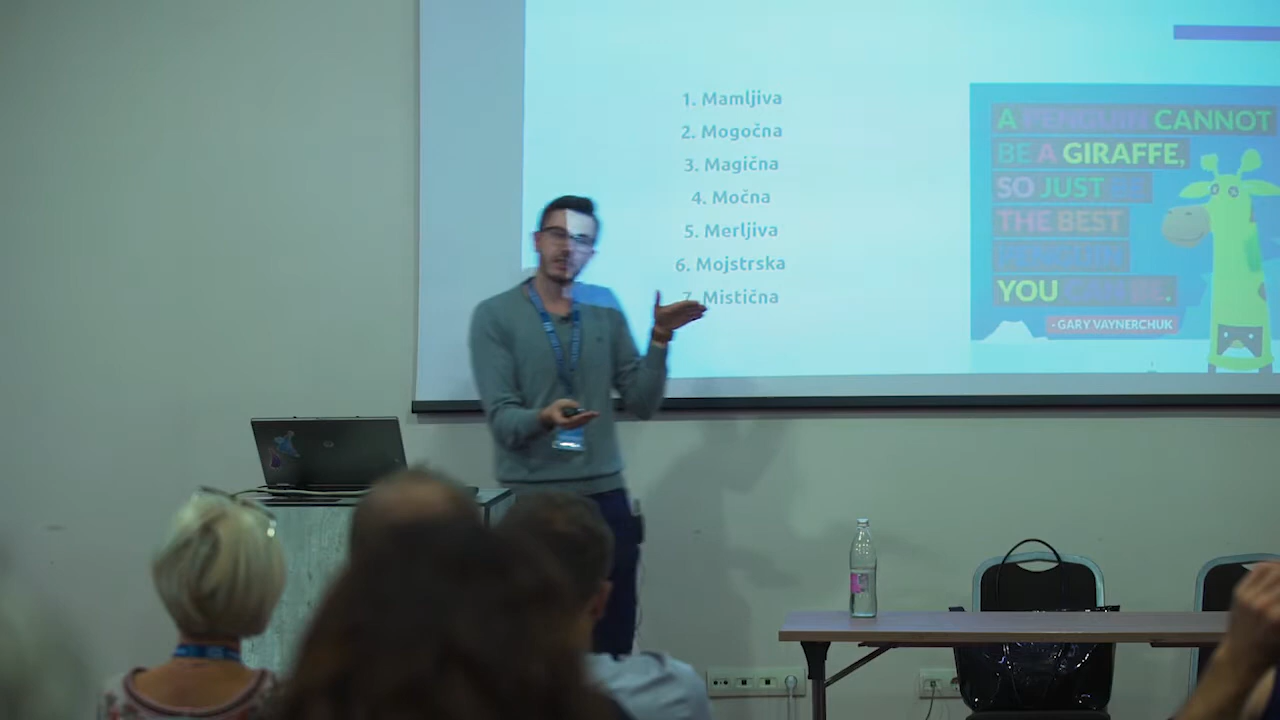 1. Mamljiva
2. Mogočna
3. Magična
4. Močna
5. Merljiva
6. Mojstrska
7. Mistična
A PENGUIN CANNOT
BE A GIRAFFE,
SO JUST BE
THE BEST
PENGUIN
YOU CAN BE.
- GARY VAYNERCHUK